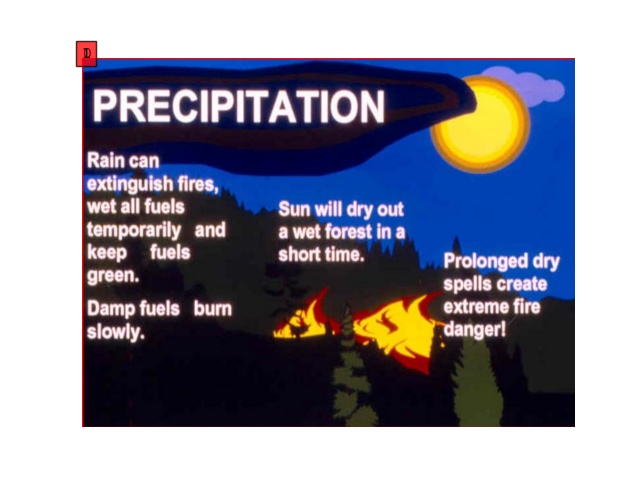 D
PRECIPITATION
Rain can
extinguish fires,
wet all fuels
temporarily and
keep fuels
green.
Damp fuels burn
slowly.
Sun will dry out
a wet forest in a
short time.
Prolonged dry
spells create
extreme fire
danger!